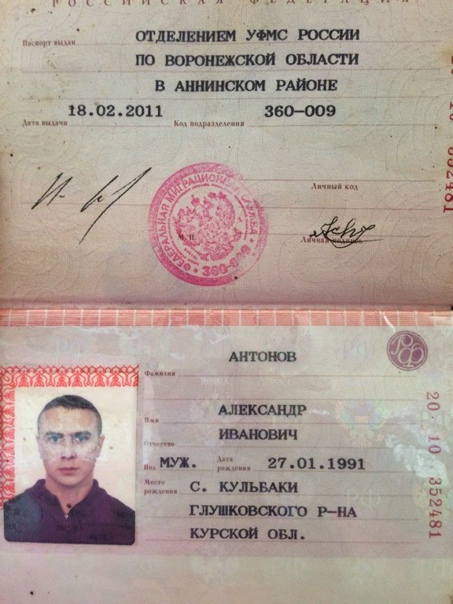 РОССИЙСКАЯ ФЕДЕРАЦИЯ
Паспорт выдан ОТДЕЛЕНИЕМ УФМС РОССИИ
ПО ВОРОНЕЖСКОЙ ОБЛАСТИ
В АННИНСКОМ РАЙОНЕ
18.02.2011 360-009
Дата выдачи Код подразделения
Личный код
М.П.
Личная подпись
ФЕДЕРАЛЬНАЯ МИГРАЦИОННАЯ СЛУЖБА
360-009
АНТОНОВ
Фамилия
АЛЕКСАНДР
Имя
ИВАНОВИЧ
Отчество
Пол МУЖ. Дата рождения 27.01.1991
Место рождения С. КУЛЬБАКИ
ГЛУШКОВСКОГО Р-НА
КУРСКОЙ ОБЛ.
РФ
20 10 352481